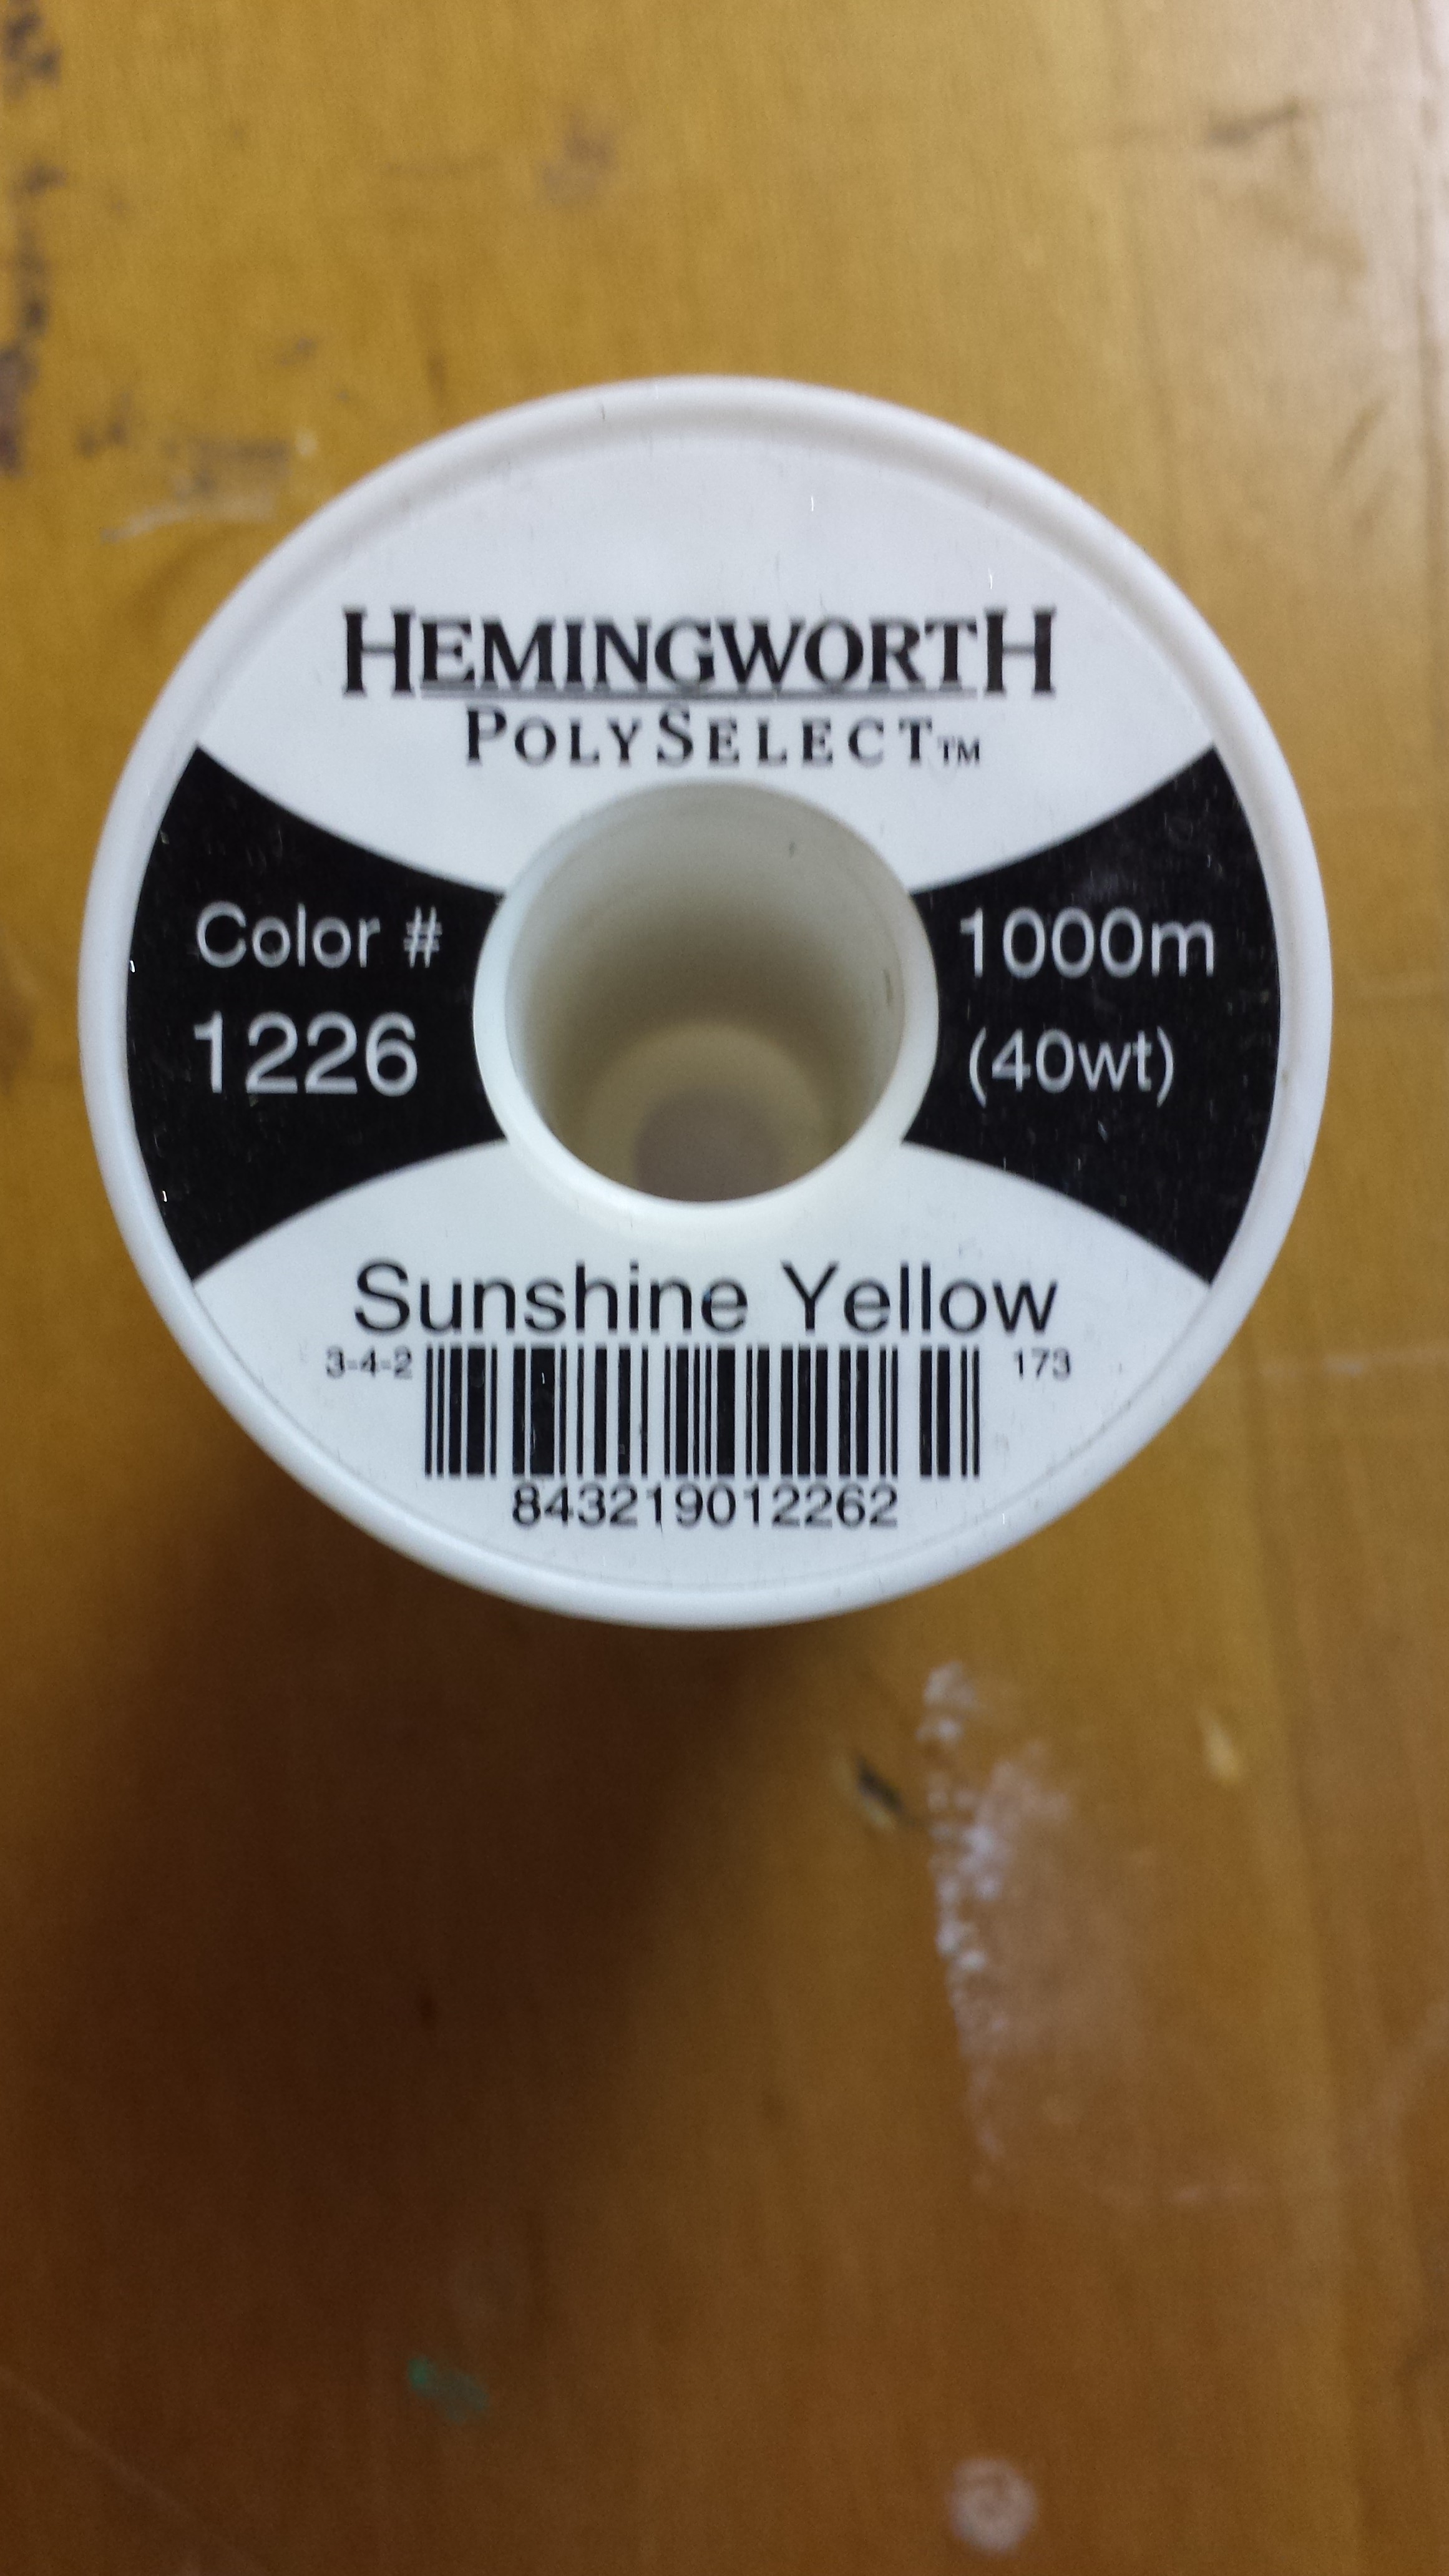 HEMINGWORTH
POLYSELECT™
Color #
1226
1000m
(40wt)
Sunshine Yellow
3-4-2
173
843219012262